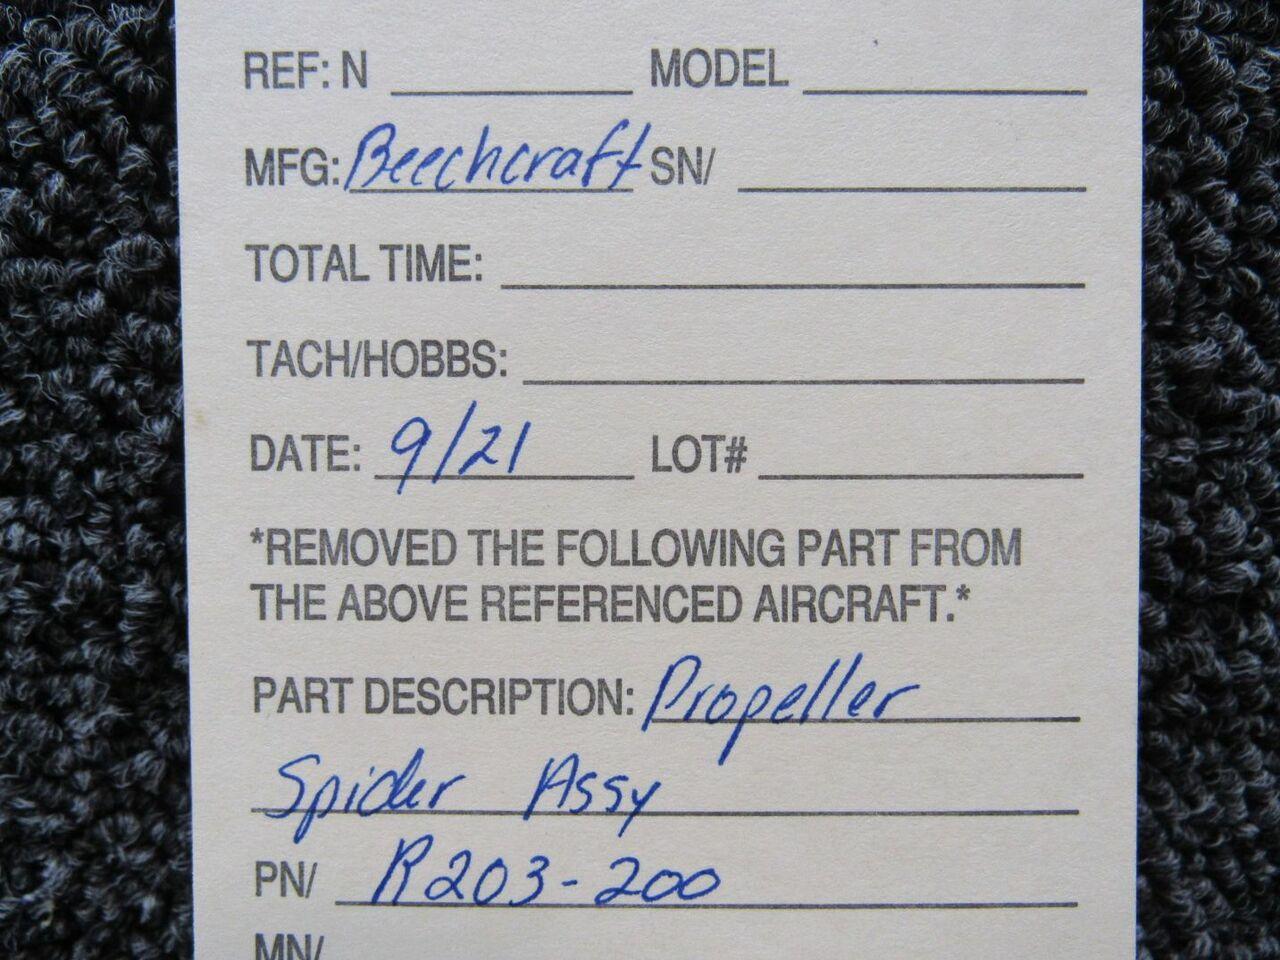 REF: N MODEL
MFG: Beechcraft SN/
TOTAL TIME:
TACH/HOBBS:
DATE: 9/21 LOT#
*REMOVED THE FOLLOWING PART FROM
THE ABOVE REFERENCED AIRCRAFT.*
PART DESCRIPTION: Propeller
Spider Assy
PN/ R203-200
MN/